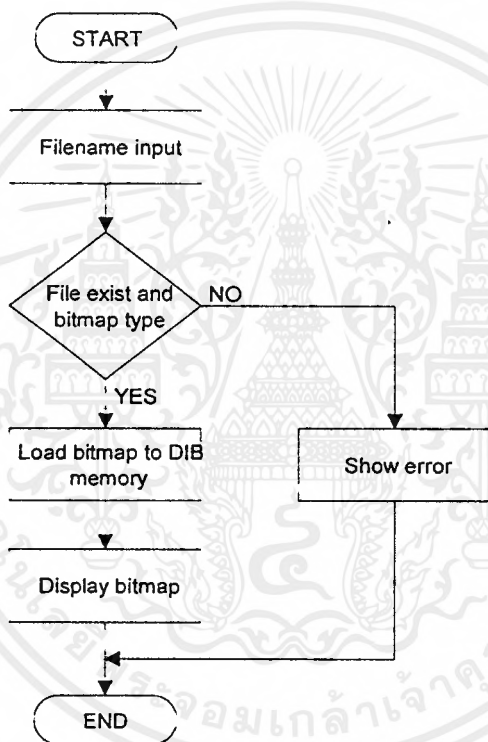 START
Filename input
File exist and
bitmap type
NO
YES
Load bitmap to DIB
memory
Show error
Display bitmap
END